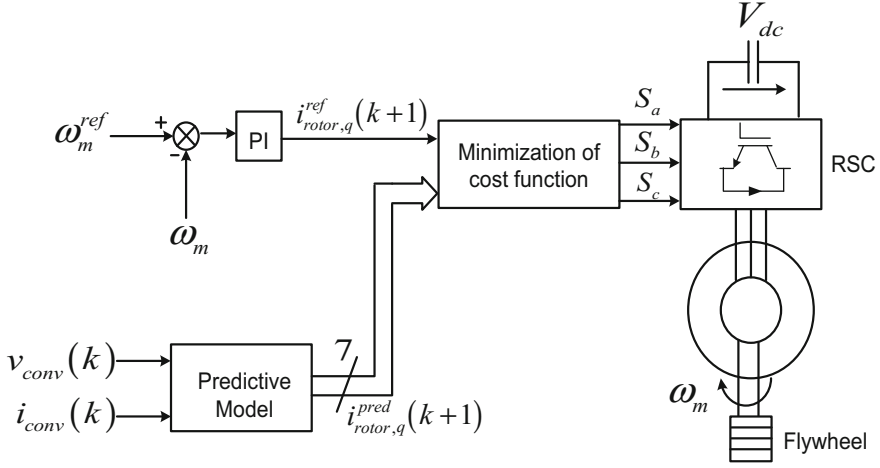 V_dc
ω_m^ref
+
-
PI
i_rotor,q^ref(k+1)
Minimization of
cost function
S_a
S_b
S_c
RSC
ω_m
v_conv(k)
i_conv(k)
Predictive
Model
7
i_rotor,q^pred(k+1)
ω_m
Flywheel